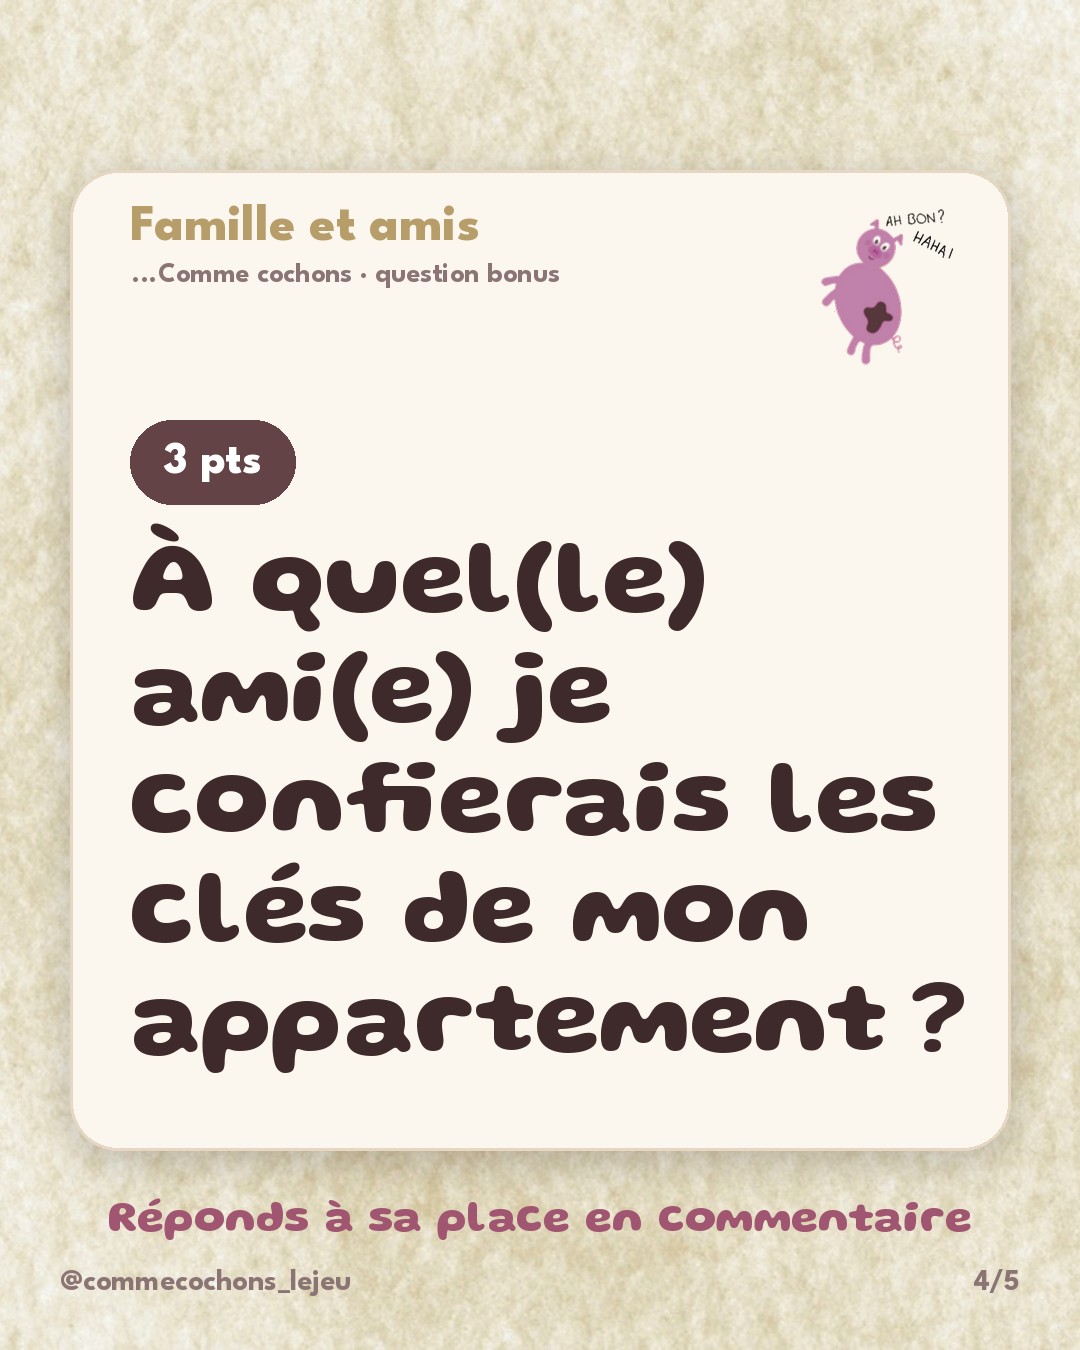 Famille et amis
...Comme cochons · question bonus
AH BON?
HAHA!
3 pts
À quel(le)
ami(e) je
confierais les
clés de mon
appartement ?
Réponds à sa place en commentaire
@commecochons_lejeu
4/5